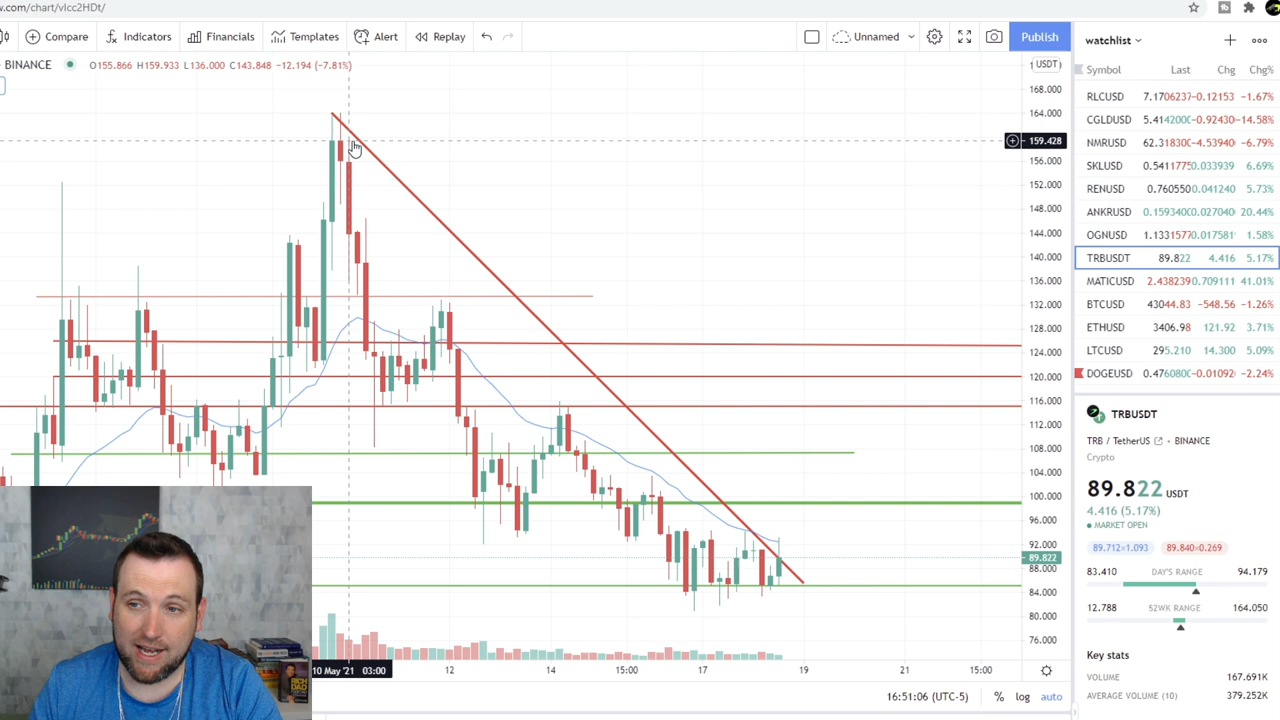 w.com/chart/vlcc2HDt/
Compare Indicators Financials Templates Alert Replay Unnamed Publish
BINANCE O155.866 H159.933 L136.000 C143.848 -12.194 (-7.81%)
USDT
168.000
164.000
159.428
156.000
152.000
148.000
144.000
140.000
136.000
132.000
128.000
124.000
120.000
116.000
112.000
108.000
104.000
100.000
96.000
92.000
89.822
88.000
84.000
80.000
76.000
10 May '21 03:00 12 14 15:00 17 19 21 15:00
16:51:06 (UTC-5) % log auto
watchlist
Symbol Last Chg Chg%
RLCUSD 7.1706237 -0.12153 -1.67%
CGLDUSD 5.4142000 -0.92430 -14.58%
NMRUSD 62.31830 -4.53940 -6.79%
SKLUSD 0.5411775 0.033939 6.69%
RENUSD 0.760550 0.041240 5.73%
ANKRUSD 0.1593400 0.027040 20.44%
OGNUSD 1.1331577 0.017581 1.58%
TRBUSDT 89.822 4.416 5.17%
MATICUSD 2.438239 0.709111 41.01%
BTCUSD 43044.83 -548.56 -1.26%
ETHUSD 3406.98 121.92 3.71%
LTCUSD 295.210 14.300 5.09%
DOGEUSD 0.476080 -0.01092 -2.24%
TRBUSDT
TRB / TetherUS • BINANCE
Crypto
89.822 USDT
4.416 (5.17%)
MARKET OPEN
89.712×1.093 89.840×0.269
83.410 DAY'S RANGE 94.179
12.788 52WK RANGE 164.050
Key stats
VOLUME 167.691K
AVERAGE VOLUME (10) 379.252K
RICH
DAD